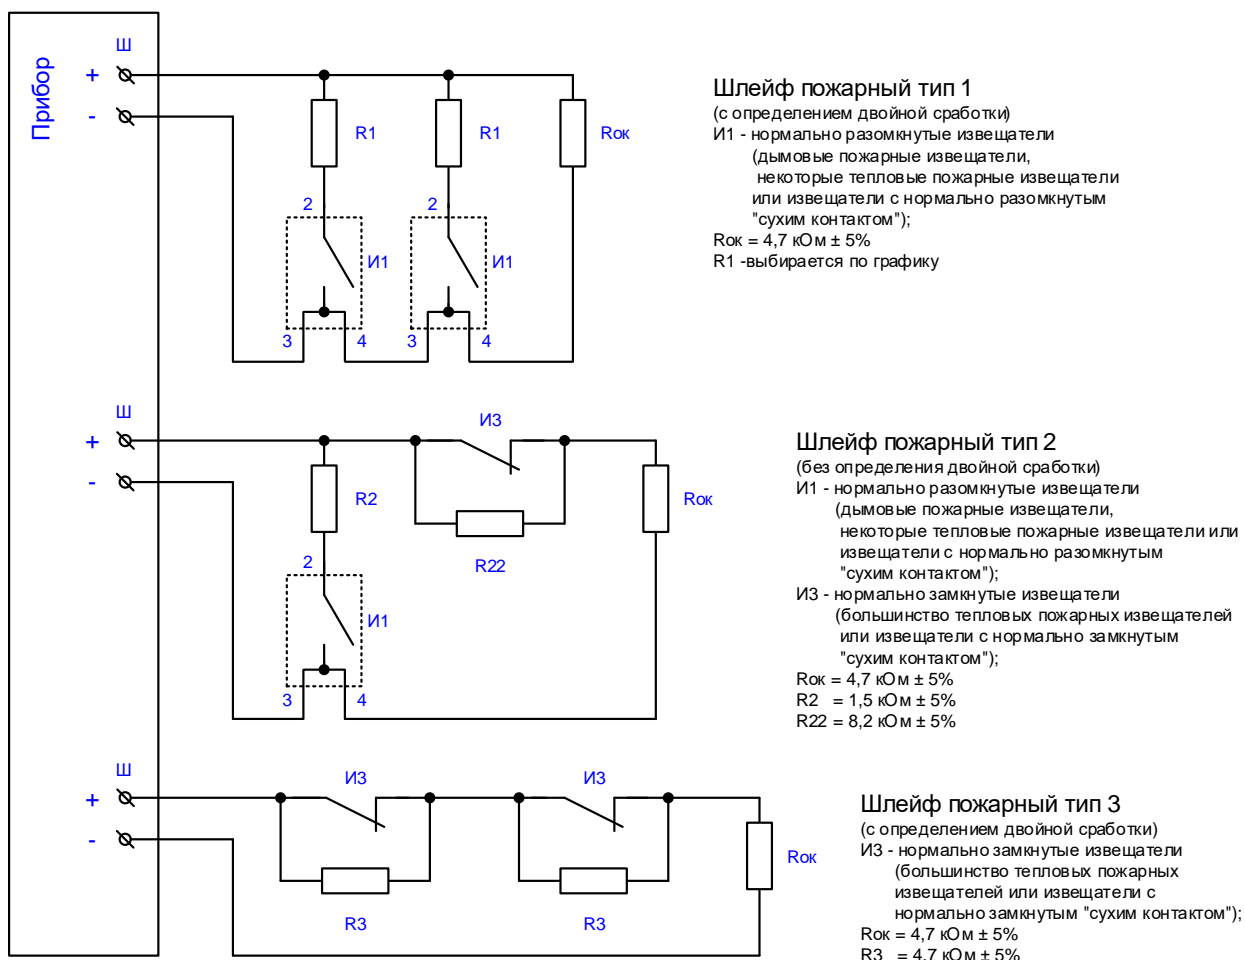 Прибор
Ш
+
-
R1
R1
Rок
2
2
И1
И1
3
4
3
4
Шлейф пожарный тип 1
(с определением двойной сработки)
И1 - нормально разомкнутые извещатели
(дымовые пожарные извещатели,
некоторые тепловые пожарные извещатели
или извещатели с нормально разомкнутым
"сухим контактом");
Rок = 4,7 кОм ± 5%
R1 -выбирается по графику
Ш
+
-
И3
R2
Rок
R22
2
И1
3
4
Шлейф пожарный тип 2
(без определения двойной сработки)
И1 - нормально разомкнутые извещатели
(дымовые пожарные извещатели,
некоторые тепловые пожарные извещатели или
извещатели с нормально разомкнутым
"сухим контактом");
И3 - нормально замкнутые извещатели
(большинство тепловых пожарных извещателей
или извещатели с нормально замкнутым
"сухим контактом");
Rок = 4,7 кОм ± 5%
R2 = 1,5 кОм ± 5%
R22 = 8,2 кОм ± 5%
Ш
+
-
И3
И3
Rок
R3
R3
Шлейф пожарный тип 3
(с определением двойной сработки)
И3 - нормально замкнутые извещатели
(большинство тепловых пожарных
извещателей или извещатели с
нормально замкнутым "сухим контактом");
Rок = 4,7 кОм ± 5%
R3 = 4,7 кОм ± 5%